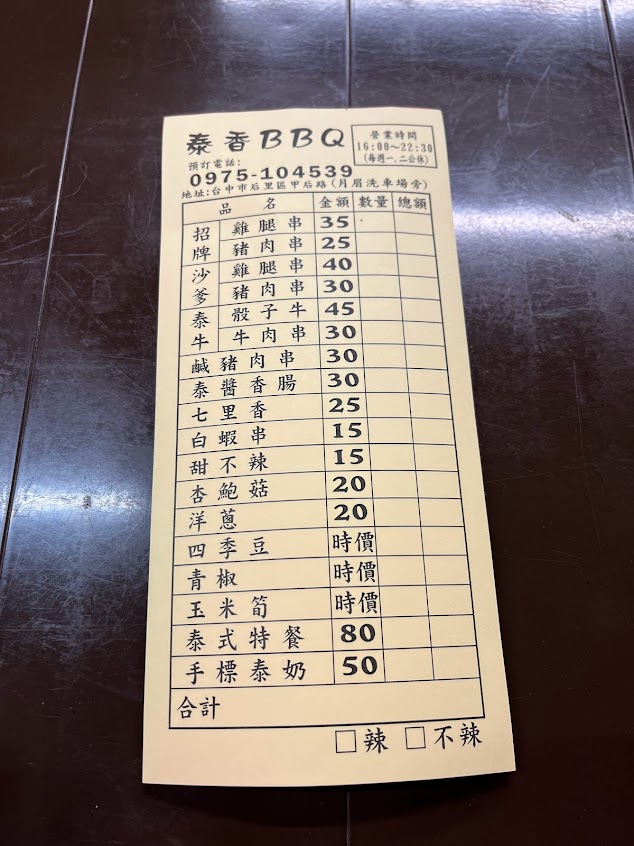 泰香BBQ
營業時間
16:00～22:30
(每週一.二公休)
預訂電話:
0975-104539
地址:台中市后里區甲后路(月眉洗車場旁)
品名 金額 數量 總額
招牌 雞腿串 35
豬肉串 25
沙爹 雞腿串 40
豬肉串 30
泰牛 骰子牛 45
牛肉串 30
鹹豬肉串 30
泰醬香腸 30
七里香 25
白蝦串 15
甜不辣 15
杏鮑菇 20
洋蔥 20
四季豆 時價
青椒 時價
玉米筍 時價
泰式特餐 80
手標泰奶 50
合計
□辣 □不辣